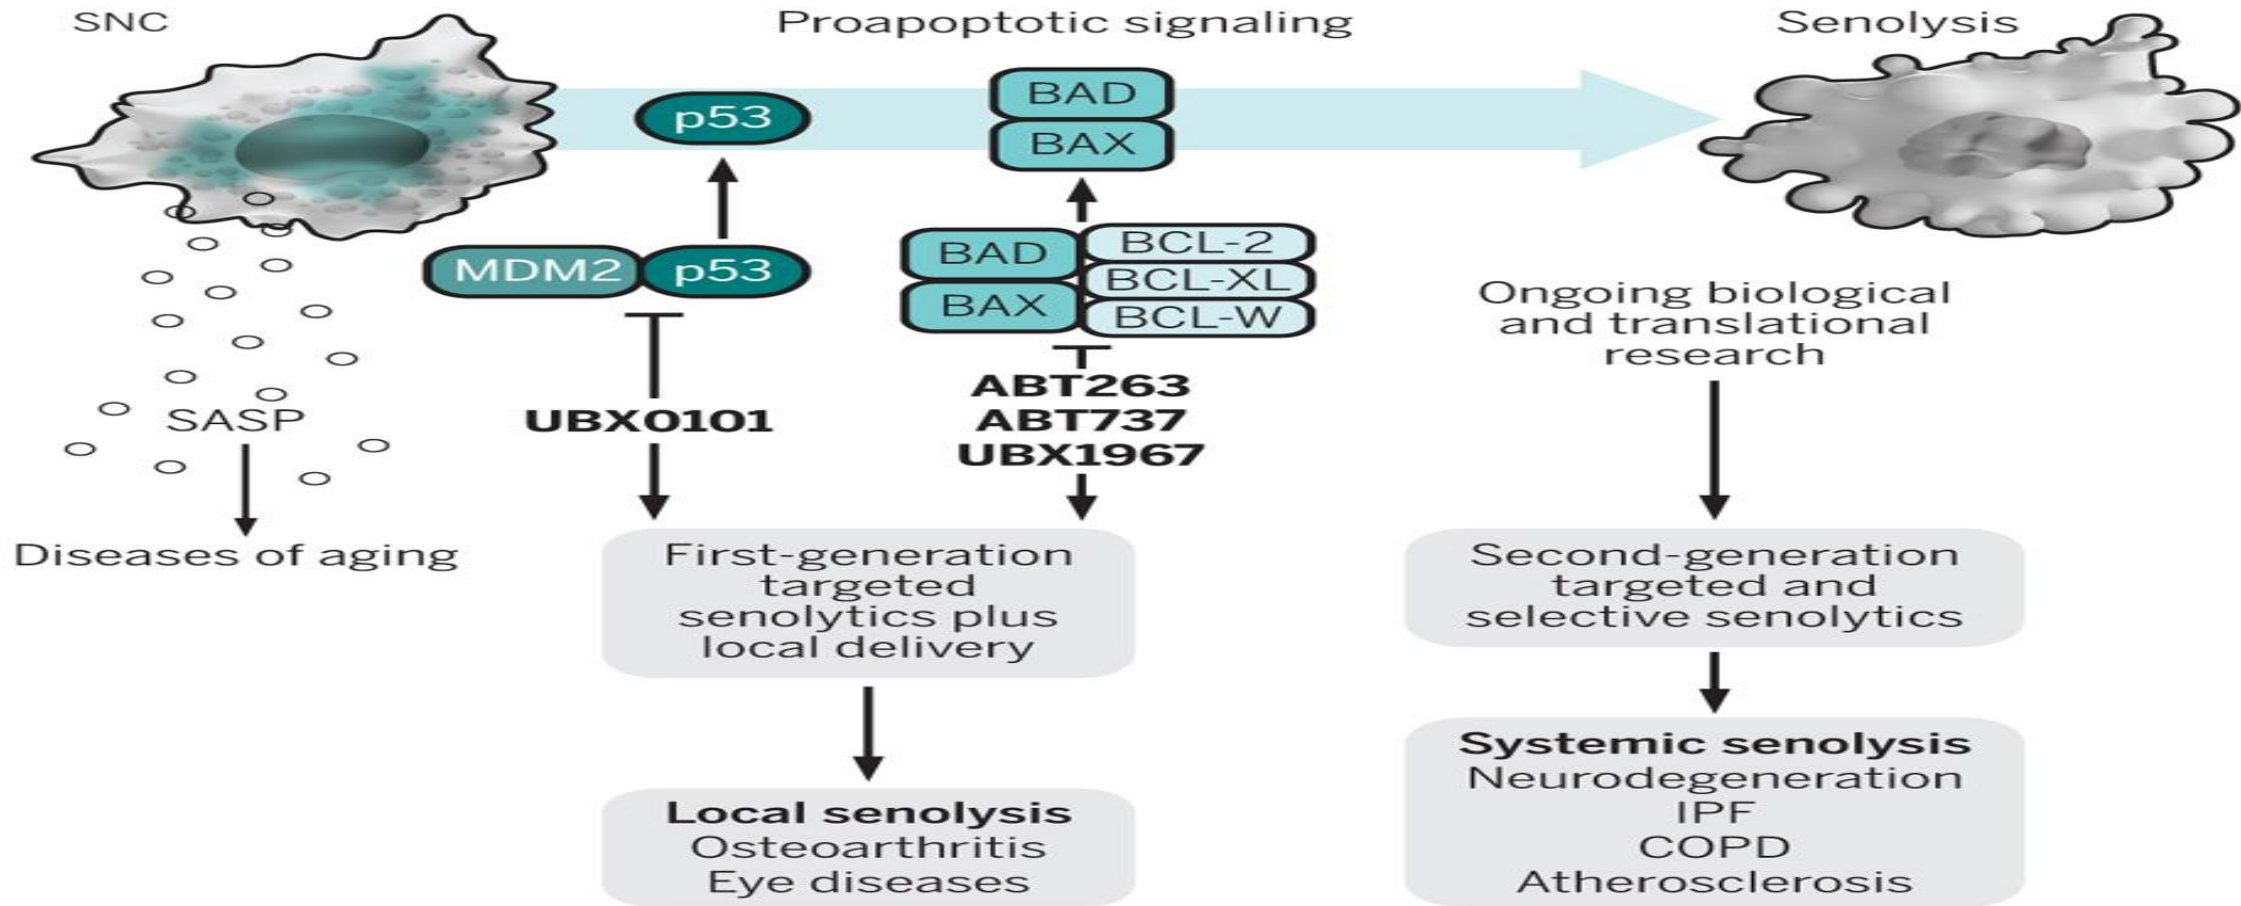 SNC
Proapoptotic signaling
Senolysis
p53
BAD
BAX
MDM2
p53
BAD
BAX
BCL-2
BCL-XL
BCL-W
SASP
Diseases of aging
UBX0101
ABT263
ABT737
UBX1967
First-generation
targeted
senolytics plus
local delivery
Local senolysis
Osteoarthritis
Eye diseases
Ongoing biological
and translational
research
Second-generation
targeted and
selective senolytics
Systemic senolysis
Neurodegeneration
IPF
COPD
Atherosclerosis